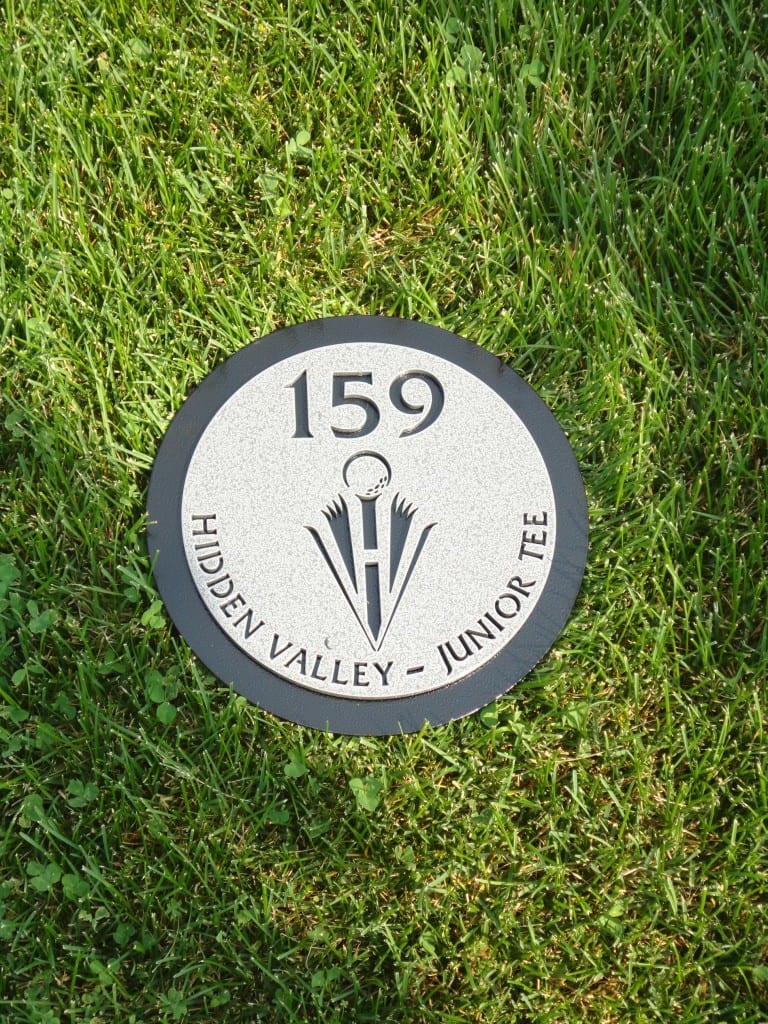 159
H
HIDDEN VALLEY – JUNIOR TEE